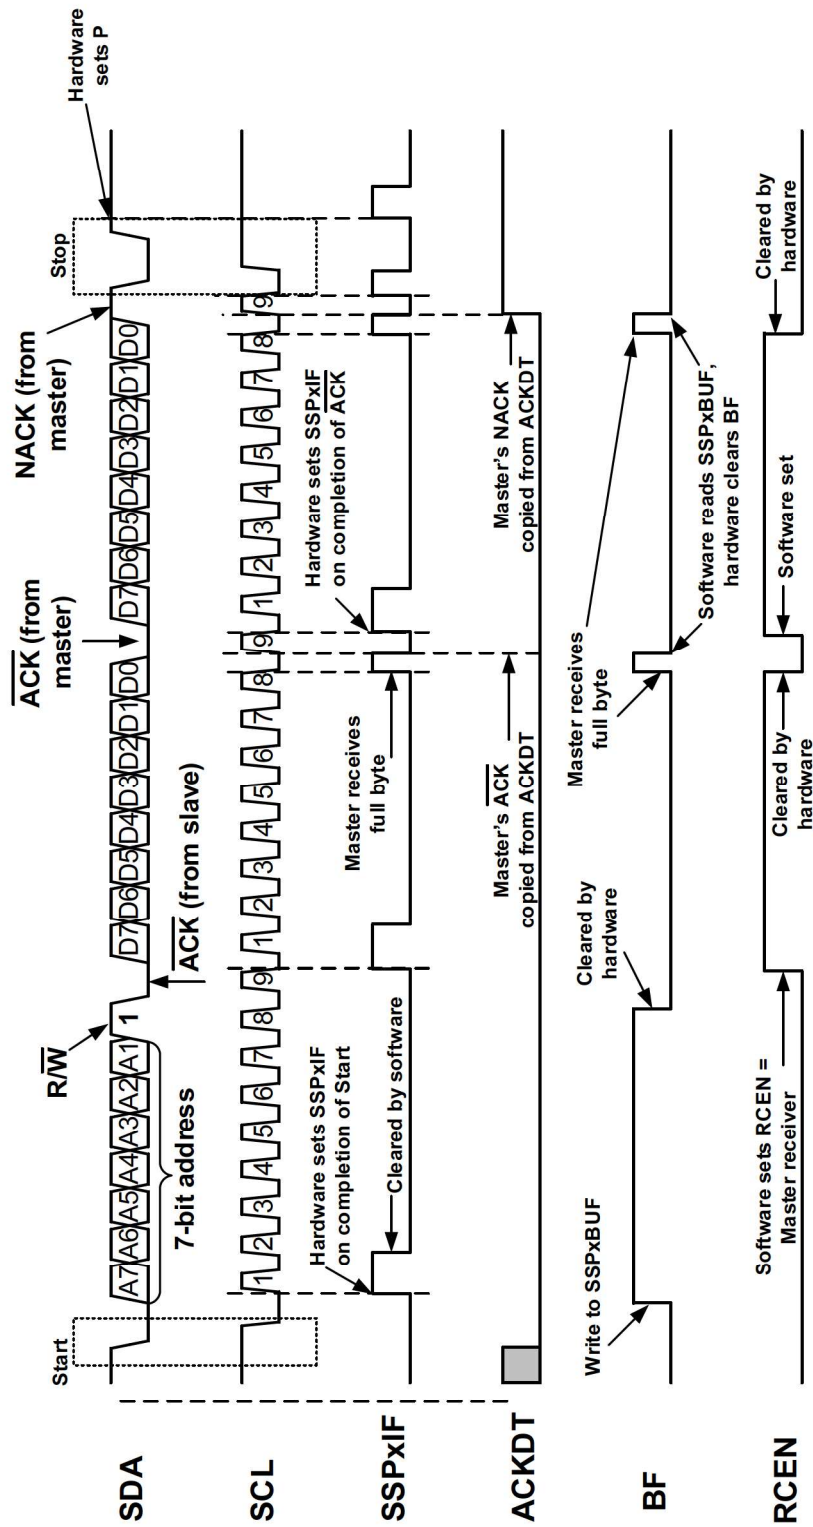 Start
Stop
Hardware
sets P
SDA
A7 A6 A5 A4 A3 A2 A1 1 D7 D6 D5 D4 D3 D2 D1 D0 D7 D6 D5 D4 D3 D2 D1 D0
7-bit address
R/W
ACK (from slave)
ACK (from
master)
NACK (from
master)
SCL
1 2 3 4 5 6 7 8 9 1 2 3 4 5 6 7 8 9 1 2 3 4 5 6 7 8 9
SSPxIF
Hardware sets SSPxIF
on completion of Start
Cleared by software
Master receives
full byte
Hardware sets SSPxIF
on completion of ACK
ACKDT
Master's ACK
copied from ACKDT
Master's NACK
copied from ACKDT
BF
Write to SSPxBUF
Cleared by
hardware
Master receives
full byte
Software reads SSPxBUF,
hardware clears BF
RCEN
Software sets RCEN =
Master receiver
Cleared by
hardware
Software set
Cleared by
hardware